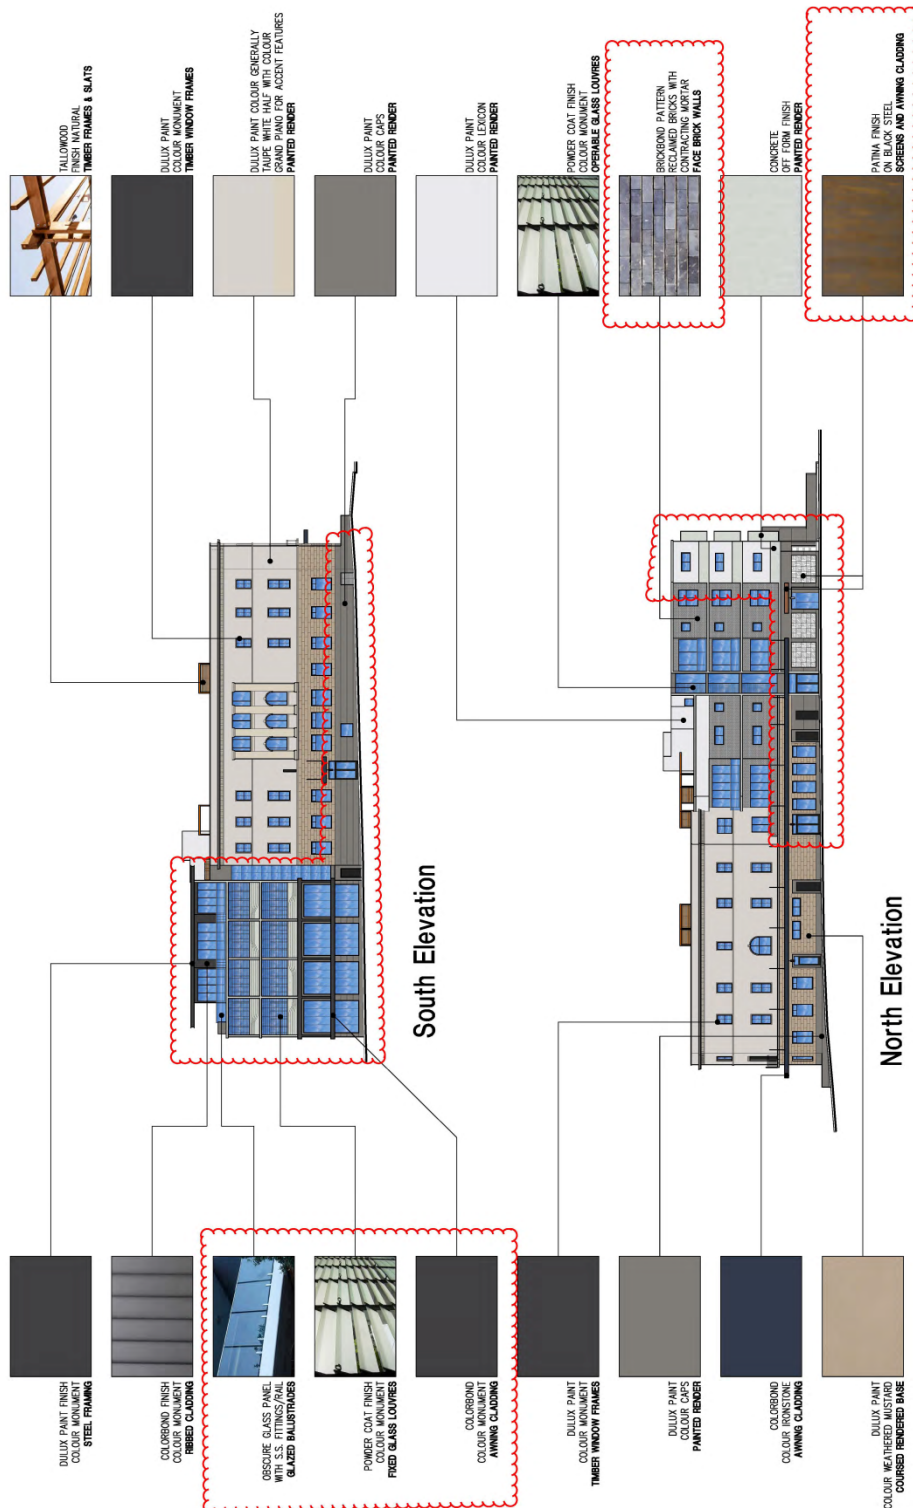 TALLOWOOD
FINISH NATURAL
TIMBER FRAMES & SLATS
DULUX PAINT
COLOUR MONUMENT
TIMBER WINDOW FRAMES
DULUX PAINT COLOUR GENERALLY
TAUPE WHITE HALF WITH COLOUR
GRAND PIANO FOR ACCENT FEATURES
PAINTED RENDER
DULUX PAINT
COLOUR CAPS
PAINTED RENDER
DULUX PAINT
COLOUR LEXICON
PAINTED RENDER
POWDER COAT FINISH
COLOUR MONUMENT
OPERABLE GLASS LOUVRES
BRICKBOND PATTERN
RECLAIMED BRICKS WITH
CONTRACTING MORTAR
FACE BRICK WALLS
CONCRETE
OFF FORM FINISH
PAINTED RENDER
PATINA FINISH
ON BLACK STEEL
SCREENS AND AWNING CLADDING
South Elevation
North Elevation
DULUX PAINT FINISH
COLOUR MONUMENT
STEEL FRAMING
COLORBOND FINISH
COLOUR MONUMENT
RIBBED CLADDING
OBSCURE GLASS PANEL
WITH S.S. FITTINGS/RAIL
GLAZED BALUSTRADES
POWDER COAT FINISH
COLOUR MONUMENT
FIXED GLASS LOUVRES
COLORBOND
COLOUR MONUMENT
AWNING CLADDING
DULUX PAINT
COLOUR MONUMENT
TIMBER WINDOW FRAMES
DULUX PAINT
COLOUR CAPS
PAINTED RENDER
COLORBOND
COLOUR IRONSTONE
AWNING CLADDING
DULUX PAINT
COLOUR WEATHERED MUSTARD
COURSED RENDERED BASE